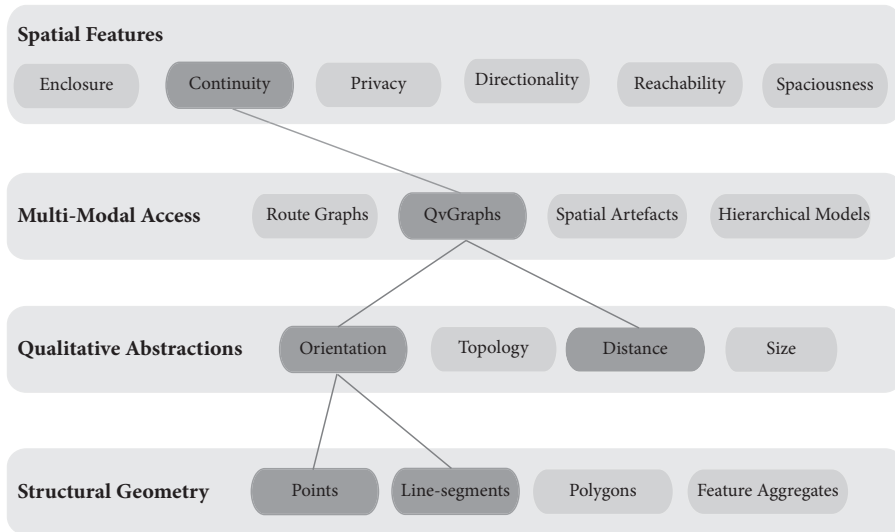 Spatial Features
Enclosure Continuity Privacy Directionality Reachability Spaciousness
Multi-Modal Access Route Graphs QvGraphs Spatial Artefacts Hierarchical Models
Qualitative Abstractions Orientation Topology Distance Size
Structural Geometry Points Line-segments Polygons Feature Aggregates